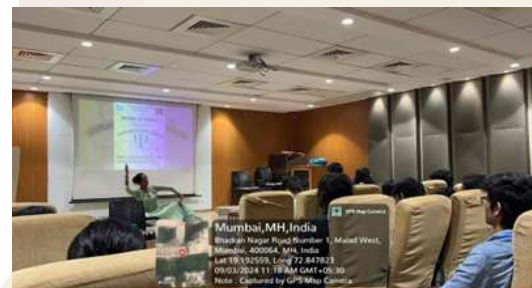 GPS Map Camera
Mumbai, MH, India
Bhadran Nagar Road Number 1, Malad West,
Mumbai, 400064, MH, India
Lat 19.192559, Long 72.847823
09/03/2024 11:18 AM GMT+05:30
Note : Captured by GPS Map Camera